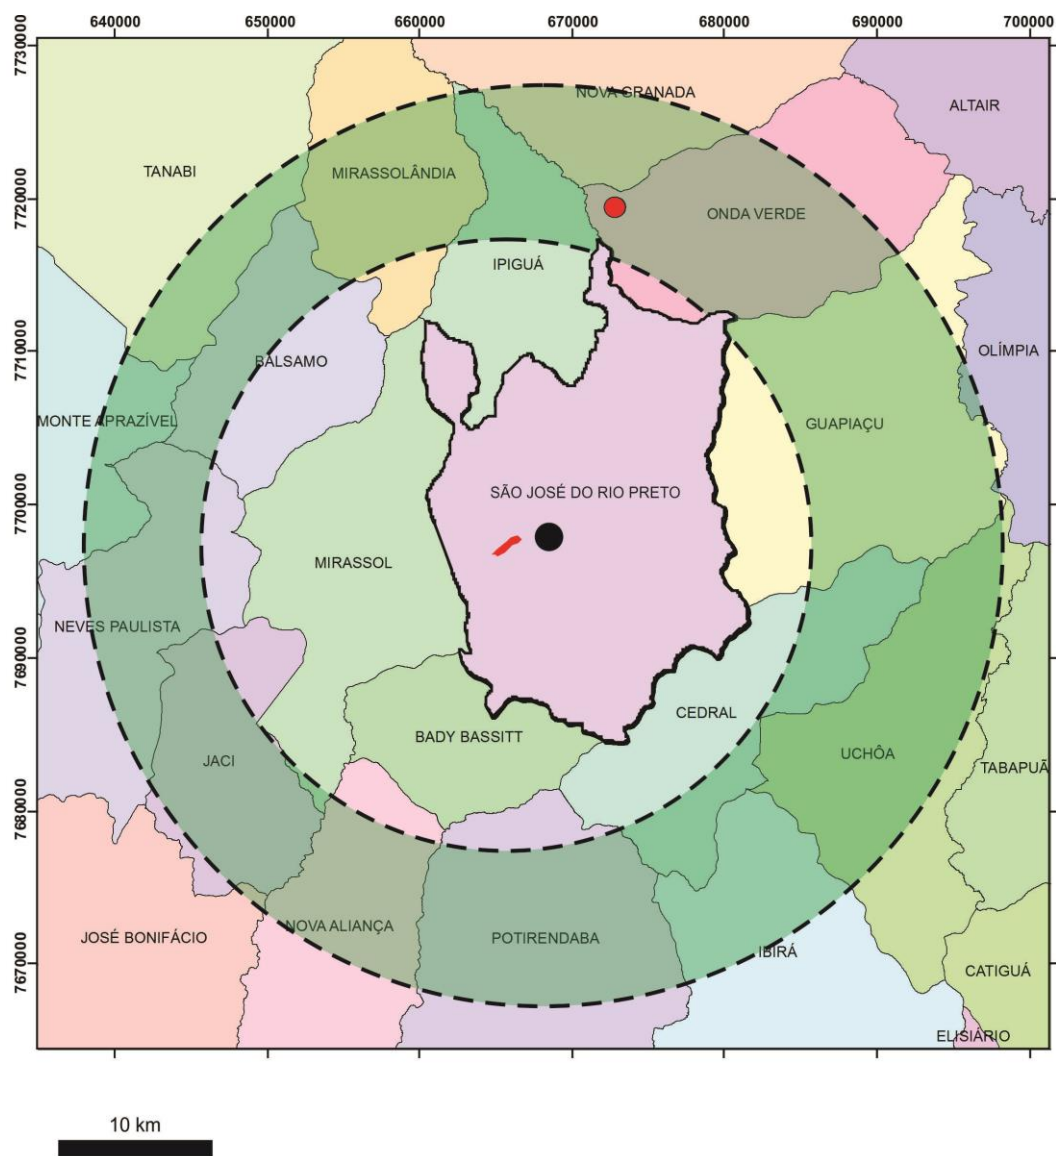 640000 650000 660000 670000 680000 690000 700000
7730000
NOVA GRANADA
ALTAIR
TANABI
MIRASSOLÂNDIA
7720000
ONDA VERDE
IPIGUÁ
7710000
BÁLSAMO
OLÍMPIA
MONTE APRAZÍVEL
GUAPIAÇU
SÃO JOSÉ DO RIO PRETO
7700000
MIRASSOL
NEVES PAULISTA
7690000
CEDRAL
BADY BASSITT
UCHÔA
JACI
TABAPUÃ
7680000
NOVA ALIANÇA
JOSÉ BONIFÁCIO
POTIRENDABA
IBIRÁ
7670000
CATIGUÁ
ELISIÁRIO
10 km